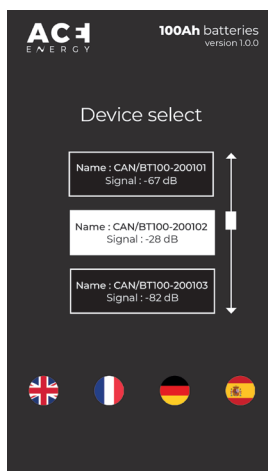 ACE
ENERGY
100Ah batteries
version 1.0.0
Device select
Name : CAN/BT100-200101
Signal : -67 dB
Name : CAN/BT100-200102
Signal : -28 dB
Name : CAN/BT100-200103
Signal : -82 dB